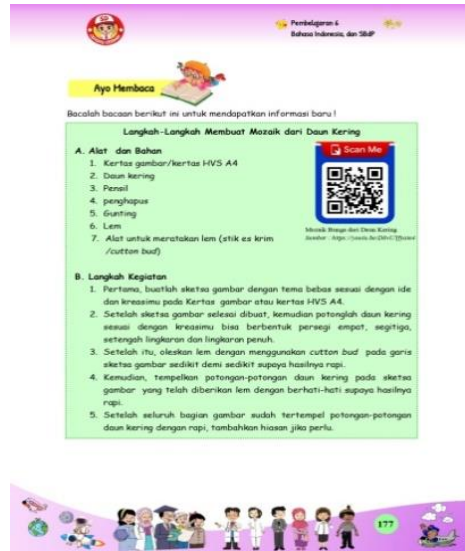 Pembelajaran 6
Bahasa Indonesia, dan SBdP
Ayo Membaca
Bacalah bacaan berikut ini untuk mendapatkan informasi baru !
Langkah-Langkah Membuat Mozaik dari Daun Kering
A. Alat dan Bahan
1. Kertas gambar/kertas HVS A4
2. Daun kering
3. Pensil
4. penghapus
5. Gunting
6. Lem
7. Alat untuk meratakan lem (stik es krim
/cutton bud)
Scan Me
Mozaik Bunga dari Daun Kering
B. Langkah Kegiatan
1. Pertama, buatlah sketsa gambar dengan tema bebas sesuai dengan ide
dan kreasimu pada Kertas gambar atau kertas HVS A4.
2. Setelah sketsa gambar selesai dibuat, kemudian potonglah daun kering
sesuai dengan kreasimu bisa berbentuk persegi empat, segitiga,
setengah lingkaran dan lingkaran penuh.
3. Setelah itu, oleskan lem dengan menggunakan cutton bud pada garis
sketsa gambar sedikit demi sedikit supaya hasilnya rapi.
4. Kemudian, tempelkan potongan-potongan daun kering pada sketsa
gambar yang telah diberikan lem dengan berhati-hati supaya hasilnya
rapi.
5. Setelah seluruh bagian gambar sudah tertempel potongan-potongan
daun kering dengan rapi, tambahkan hiasan jika perlu.
177